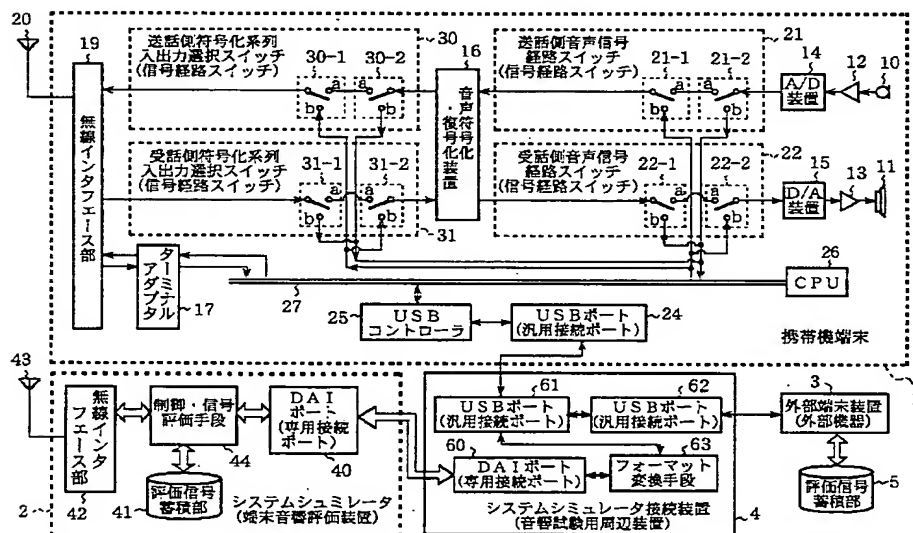 20
19
送話側符号化系列
入出力選択スイッチ
(信号経路スイッチ)
30
30-1
30-2
a
a
b
b
16
音声符号化
・復号化装置
送話側音声信号
経路スイッチ
(信号経路スイッチ)
21
21-1
21-2
a
a
b
b
14
A/D
装置
12
10
無線インタフェース部
受話側符号化系列
入出力選択スイッチ
(信号経路スイッチ)
31-1
31-2
a
a
b
b
31
受話側音声信号
経路スイッチ
(信号経路スイッチ)
22-1
22-2
22
a
a
b
b
15
D/A
装置
13
11
ターミナル
アダプタ
17
27
26
CPU
25
USB
コントローラ
USBポート
(汎用接続ポート)
24
携帯機端末
1
43
無線インタ
フェース部
42
制御・信号
評価手段
44
DAI
ポート
(専用接続
ポート)
40
41
評価信号
蓄積部
システムシュミレータ
(端末音響評価装置)
2
61
USBポート
(汎用接続ポート)
62
USBポート
(汎用接続ポート)
60
DAIポート
(専用接続ポート)
63
フォーマット
変換手段
システムシミュレータ接続装置
(音響試験用周辺装置)
4
3
外部端末装置
(外部機器)
評価信号
蓄積部
5